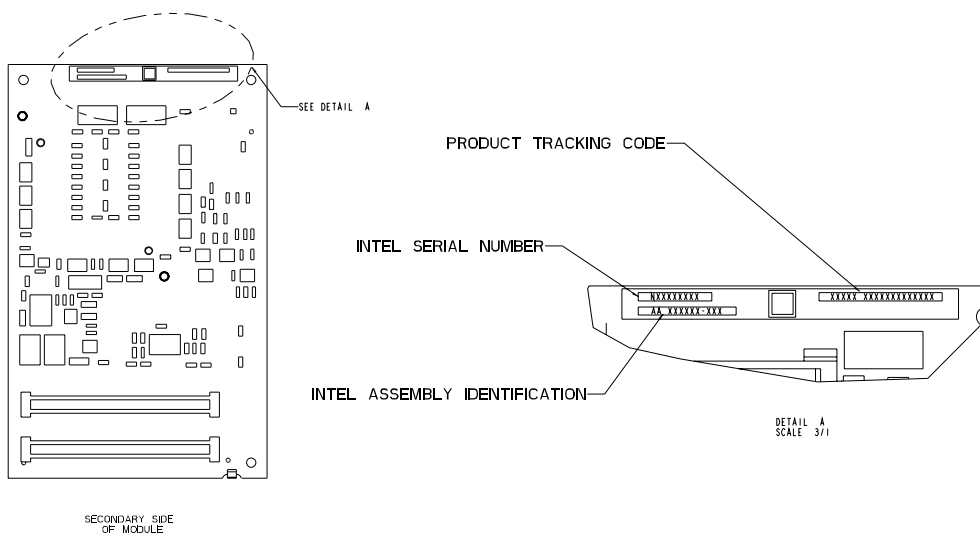 SEE DETAIL A
PRODUCT TRACKING CODE
INTEL SERIAL NUMBER
NXXXXXXXX
XXXXX XXXXXXXXXXXXX
AA XXXXXX-XXX
INTEL ASSEMBLY IDENTIFICATION
DETAIL A
SCALE 3/1
SECONDARY SIDE
OF MODULE